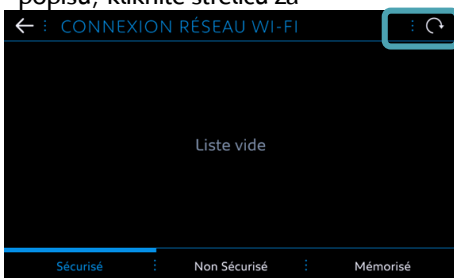 popisu, kliknite strelicu za
CONNEXION RÉSEAU WI-FI
Liste vide
Sécurisé Non Sécurisé Mémorisé